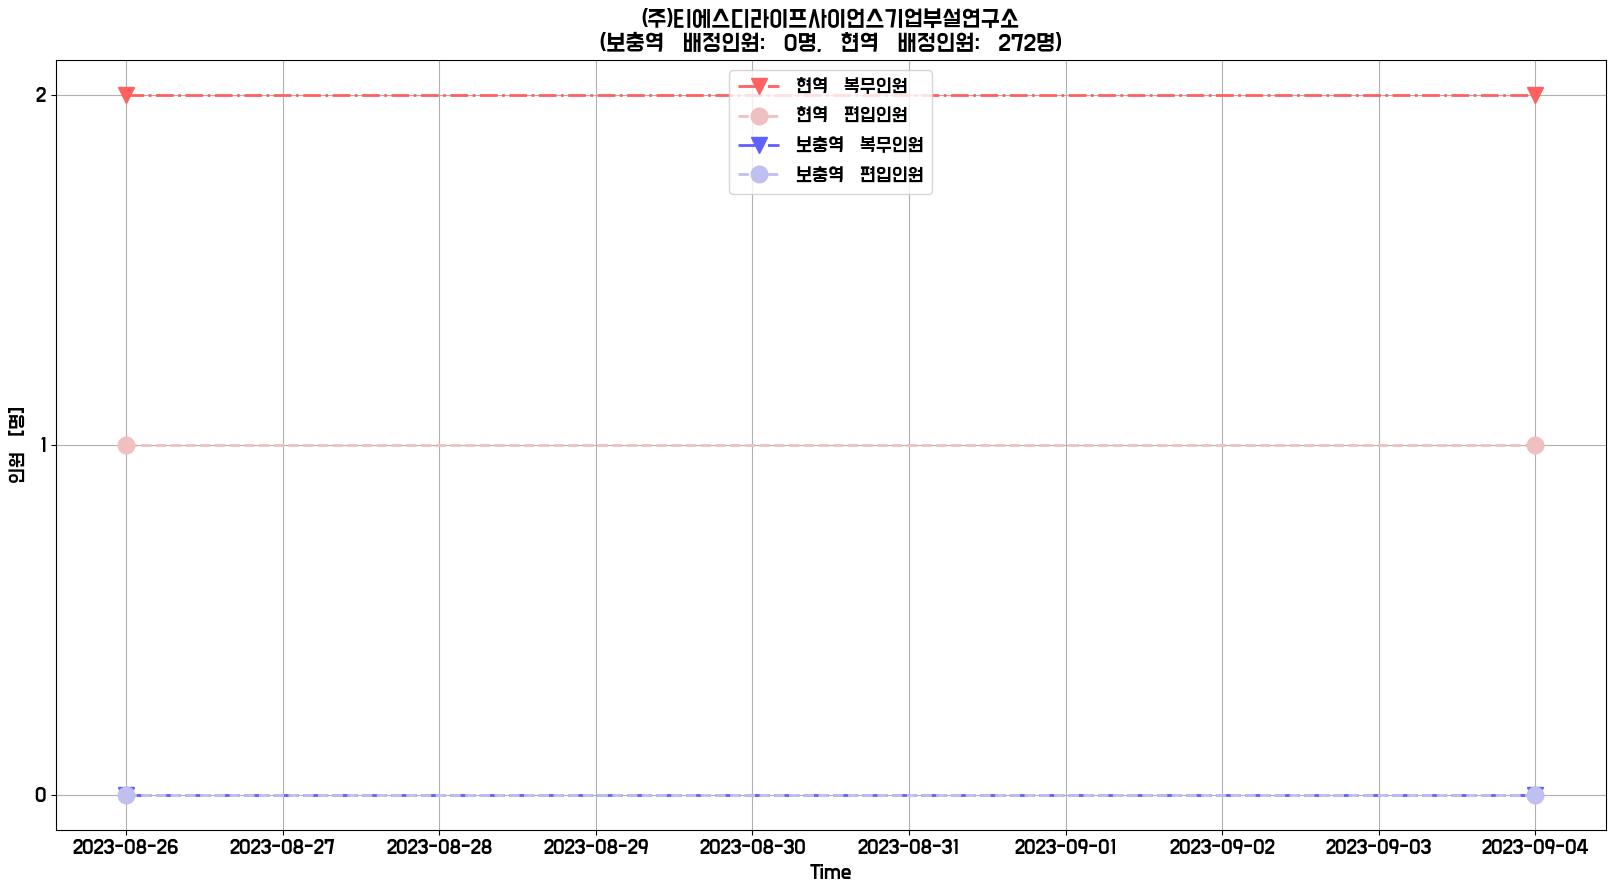 (주)티에스디라이프사이언스기업부설연구소
(보충역 배정인원: 0명, 현역 배정인원: 272명)
현역 복무인원
현역 편입인원
보충역 복무인원
보충역 편입인원
인원 [명]
2
1
0
2023-08-26 2023-08-27 2023-08-28 2023-08-29 2023-08-30 2023-08-31 2023-09-01 2023-09-02 2023-09-03 2023-09-04
Time